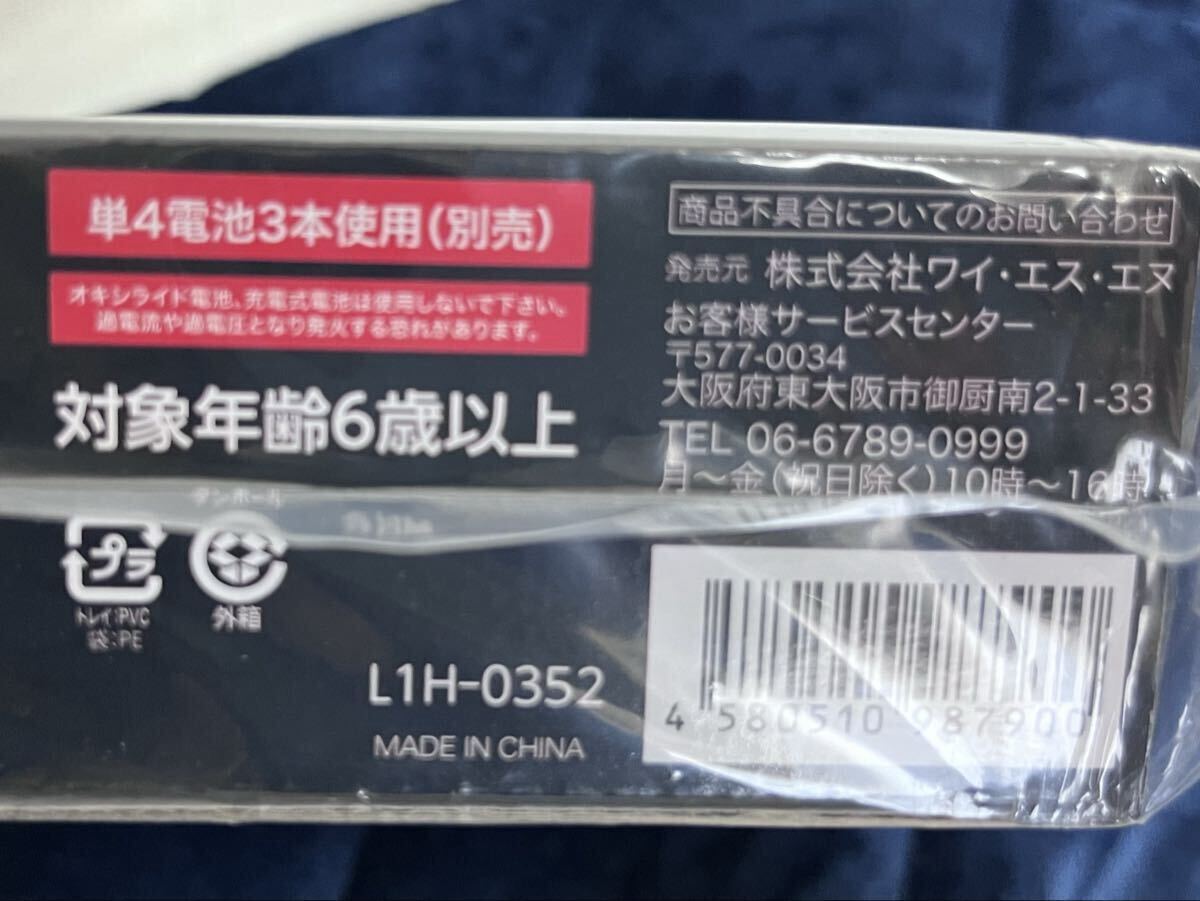 単4電池3本使用(別売)
オキシライド電池、充電式電池は使用しないで下さい。
過電流や過電圧となり発火する恐れがあります。
対象年齢6歳以上
商品不具合についてのお問い合わせ
発売元 株式会社ワイ・エス・エヌ
お客様サービスセンター
〒577-0034
大阪府東大阪市御厨南2-1-33
TEL 06-6789-0999
月〜金(祝日除く)10時〜16時
ダンボール
プラ
トレイ:PVC
袋:PE
外箱
L1H-0352
MADE IN CHINA
4 580510 987900